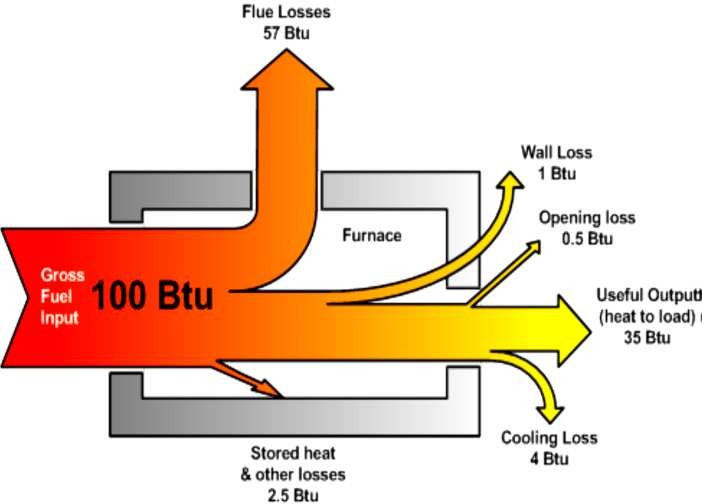 Flue Losses
57 Btu
Wall Loss
1 Btu
Opening loss
0.5 Btu
Furnace
Gross
Fuel
Input
100 Btu
Useful Output
(heat to load)
35 Btu
Cooling Loss
4 Btu
Stored heat
& other losses
2.5 Btu